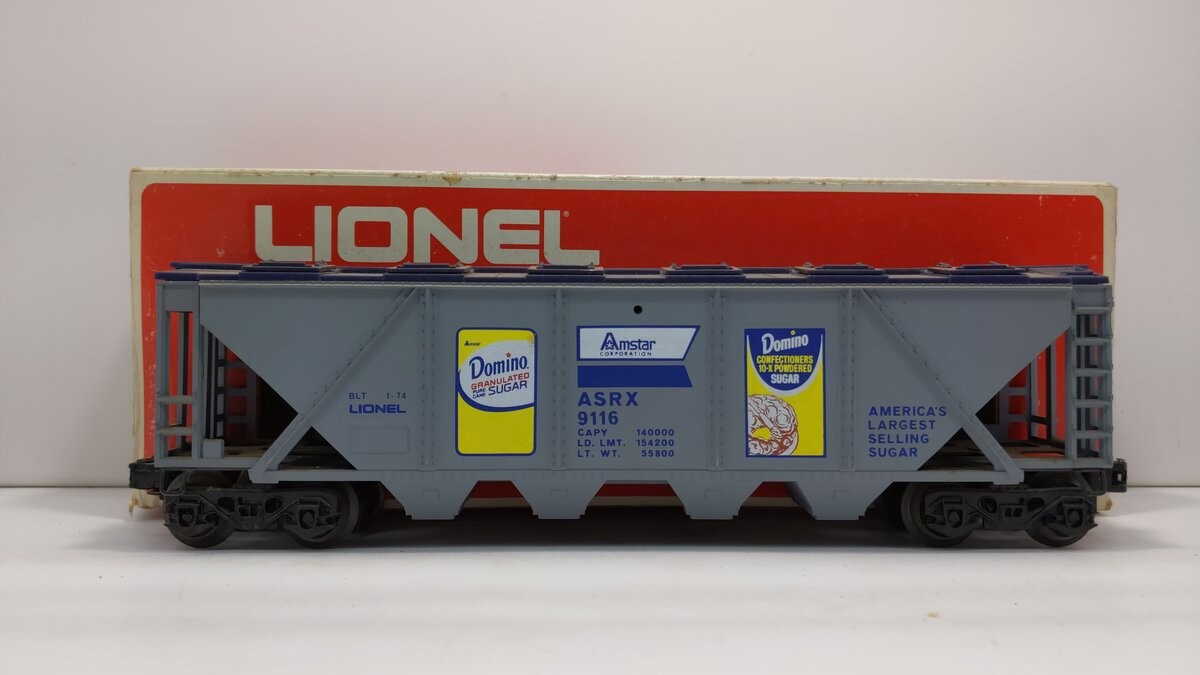 LIONEL
BLT 1-74
LIONEL
Amstar
Domino
GRANULATED
PURE CANE SUGAR
Amstar
CORPORATION
ASRX
9116
CAPY 140000
LD. LMT. 154200
LT. WT. 55800
Domino
CONFECTIONERS
10-X POWDERED
SUGAR
AMERICA'S
LARGEST
SELLING
SUGAR